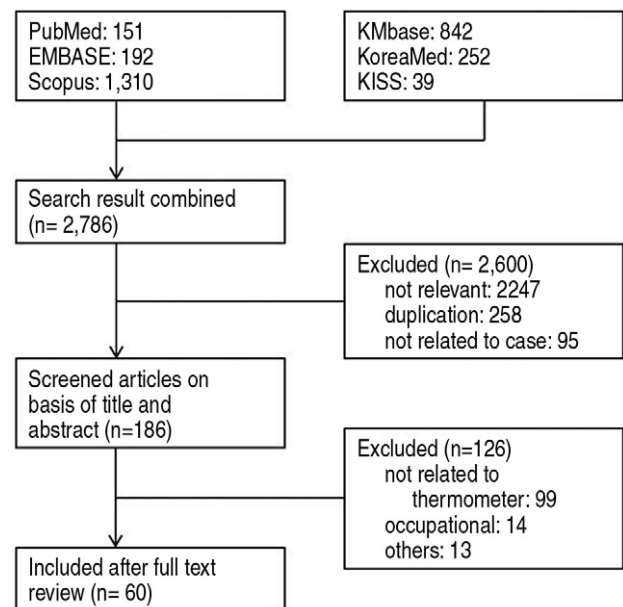 PubMed: 151
EMBASE: 192
Scopus: 1,310
KMbase: 842
KoreaMed: 252
KISS: 39
Search result combined
(n= 2,786)
Excluded (n= 2,600)
not relevant: 2247
duplication: 258
not related to case: 95
Screened articles on
basis of title and
abstract (n=186)
Excluded (n=126)
not related to
thermometer: 99
occupational: 14
others: 13
Included after full text
review (n= 60)